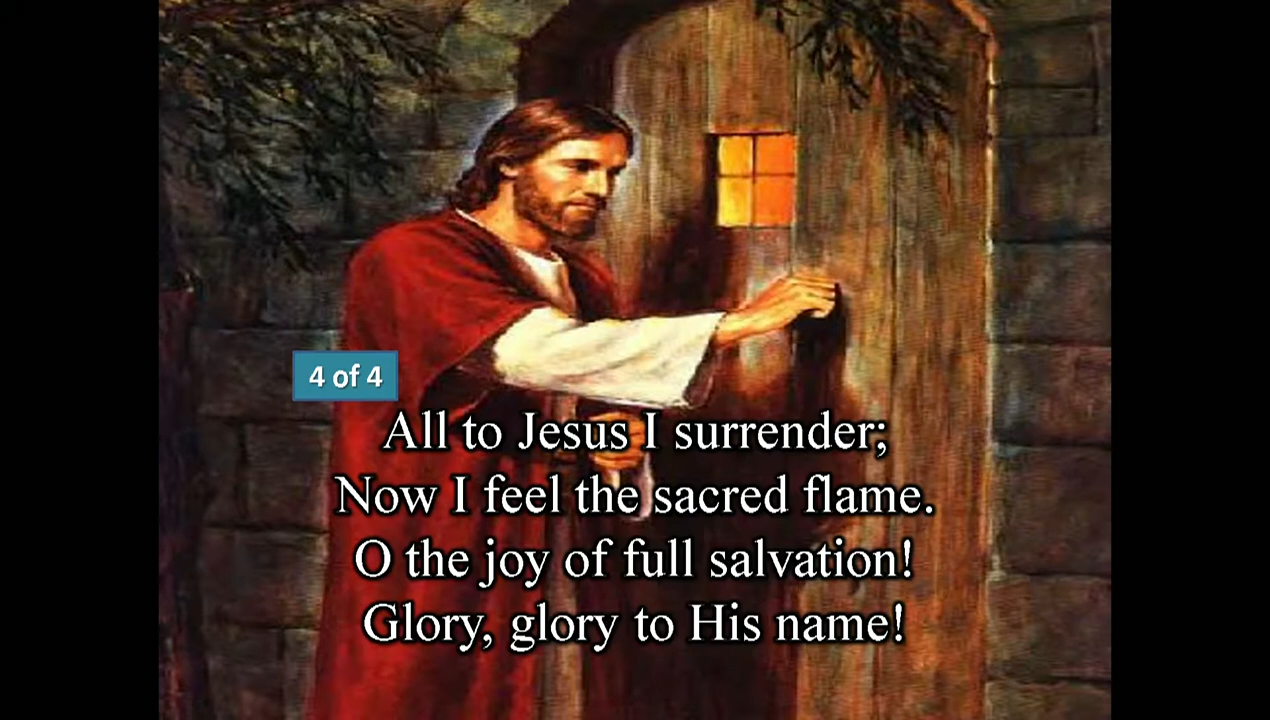 4 of 4
All to Jesus I surrender;
Now I feel the sacred flame.
O the joy of full salvation!
Glory, glory to His name!